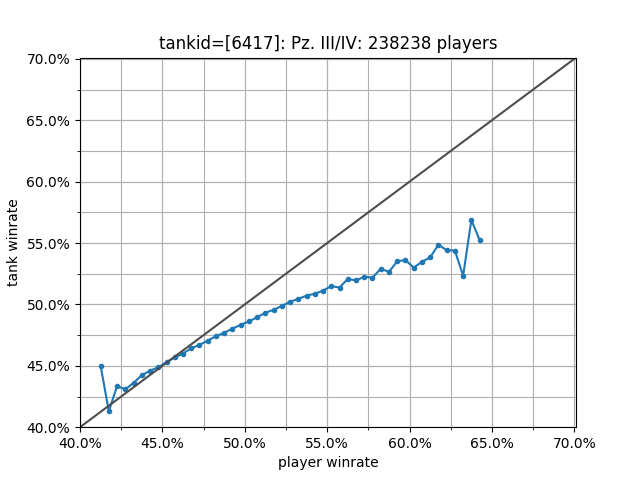 tankid=[6417]: Pz. III/IV: 238238 players
70.0%
65.0%
60.0%
55.0%
50.0%
45.0%
40.0%
tank winrate
40.0% 45.0% 50.0% 55.0% 60.0% 65.0% 70.0%
player winrate